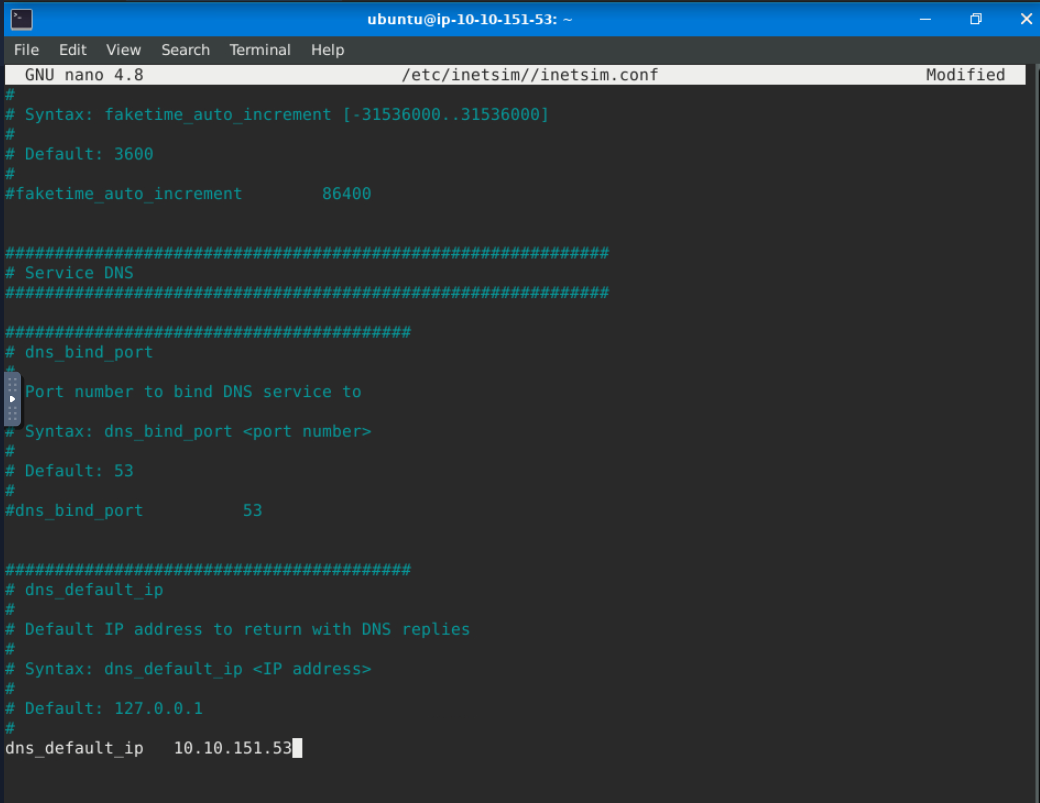 ubuntu@ip-10-10-151-53: ~
File Edit View Search Terminal Help
GNU nano 4.8 /etc/inetsim//inetsim.conf Modified
#
# Syntax: faketime_auto_increment [-31536000..31536000]
#
# Default: 3600
#
#faketime_auto_increment 86400
#############################################################
# Service DNS
#############################################################
#########################################
# dns_bind_port
#
Port number to bind DNS service to
# Syntax: dns_bind_port <port number>
#
# Default: 53
#
#dns_bind_port 53
#########################################
# dns_default_ip
#
# Default IP address to return with DNS replies
#
# Syntax: dns_default_ip <IP address>
#
# Default: 127.0.0.1
#
dns_default_ip 10.10.151.53